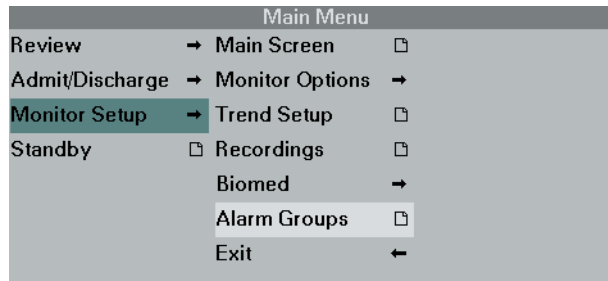 Main Menu
Review → Main Screen
Admit/Discharge → Monitor Options →
Monitor Setup → Trend Setup
Standby Recordings
Biomed →
Alarm Groups
Exit ←